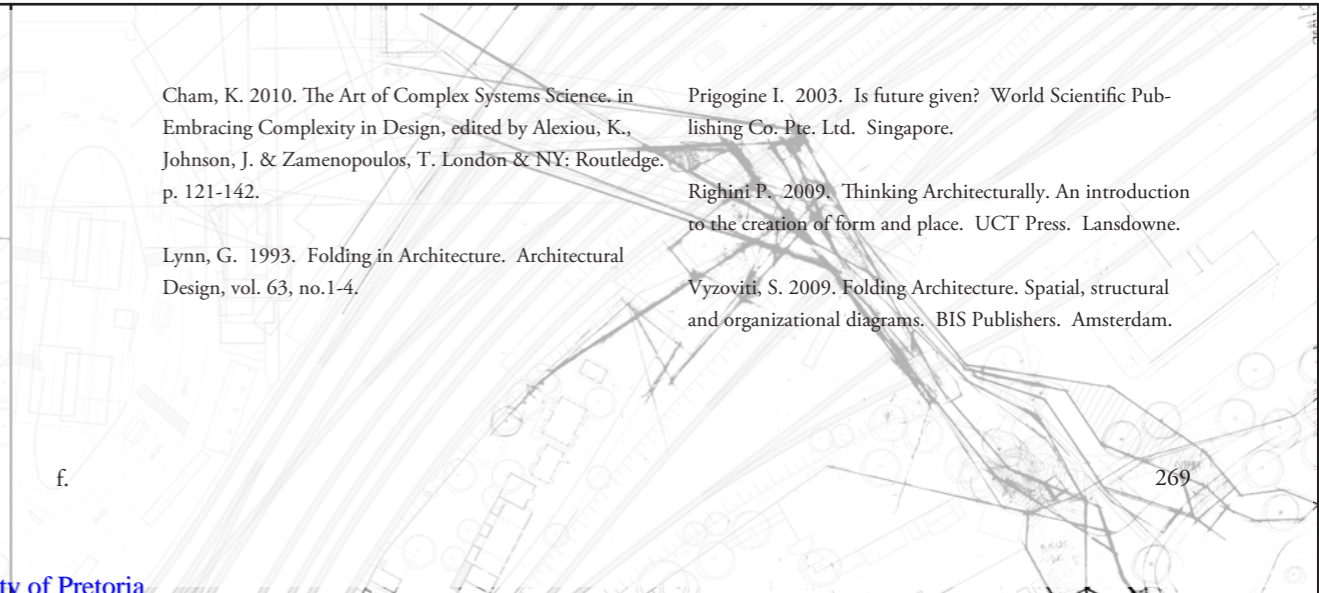 Cham, K. 2010. The Art of Complex Systems Science. in
Embracing Complexity in Design, edited by Alexiou, K.,
Johnson, J. & Zamenopoulos, T. London & NY: Routledge.
p. 121-142.
Lynn, G. 1993. Folding in Architecture. Architectural
Design, vol. 63, no.1-4.
Prigogine I. 2003. Is future given? World Scientific Pub-
lishing Co. Pte. Ltd. Singapore.
Righini P. 2009. Thinking Architecturally. An introduction
to the creation of form and place. UCT Press. Lansdowne.
Vyzoviti, S. 2009. Folding Architecture. Spatial, structural
and organizational diagrams. BIS Publishers. Amsterdam.
f.
269
ty of Pretoria